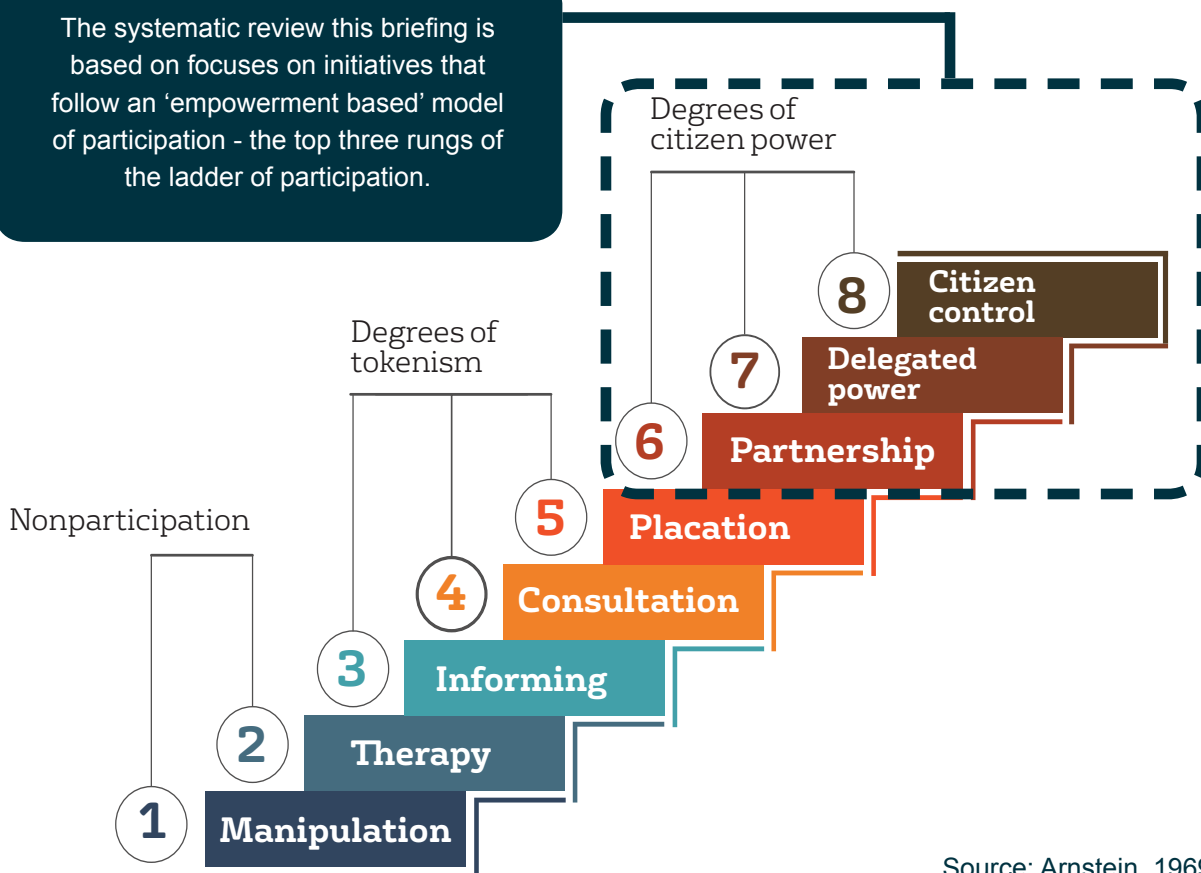 The systematic review this briefing is
based on focuses on initiatives that
follow an ‘empowerment based’ model
of participation - the top three rungs of
the ladder of participation.
Degrees of
citizen power
8
Citizen
control
Degrees of
tokenism
7
Delegated
power
6
Partnership
Nonparticipation
5
Placation
4
Consultation
3
Informing
2
Therapy
1
Manipulation
Source: Arnstein, 1969